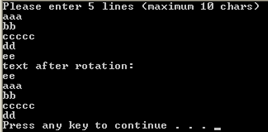 Please enter 5 lines (maximum 10 chars)
aaa
bb
ccccc
dd
ee
text after rotation:
ee
aaa
bb
ccccc
dd
Press any key to continue . . . _